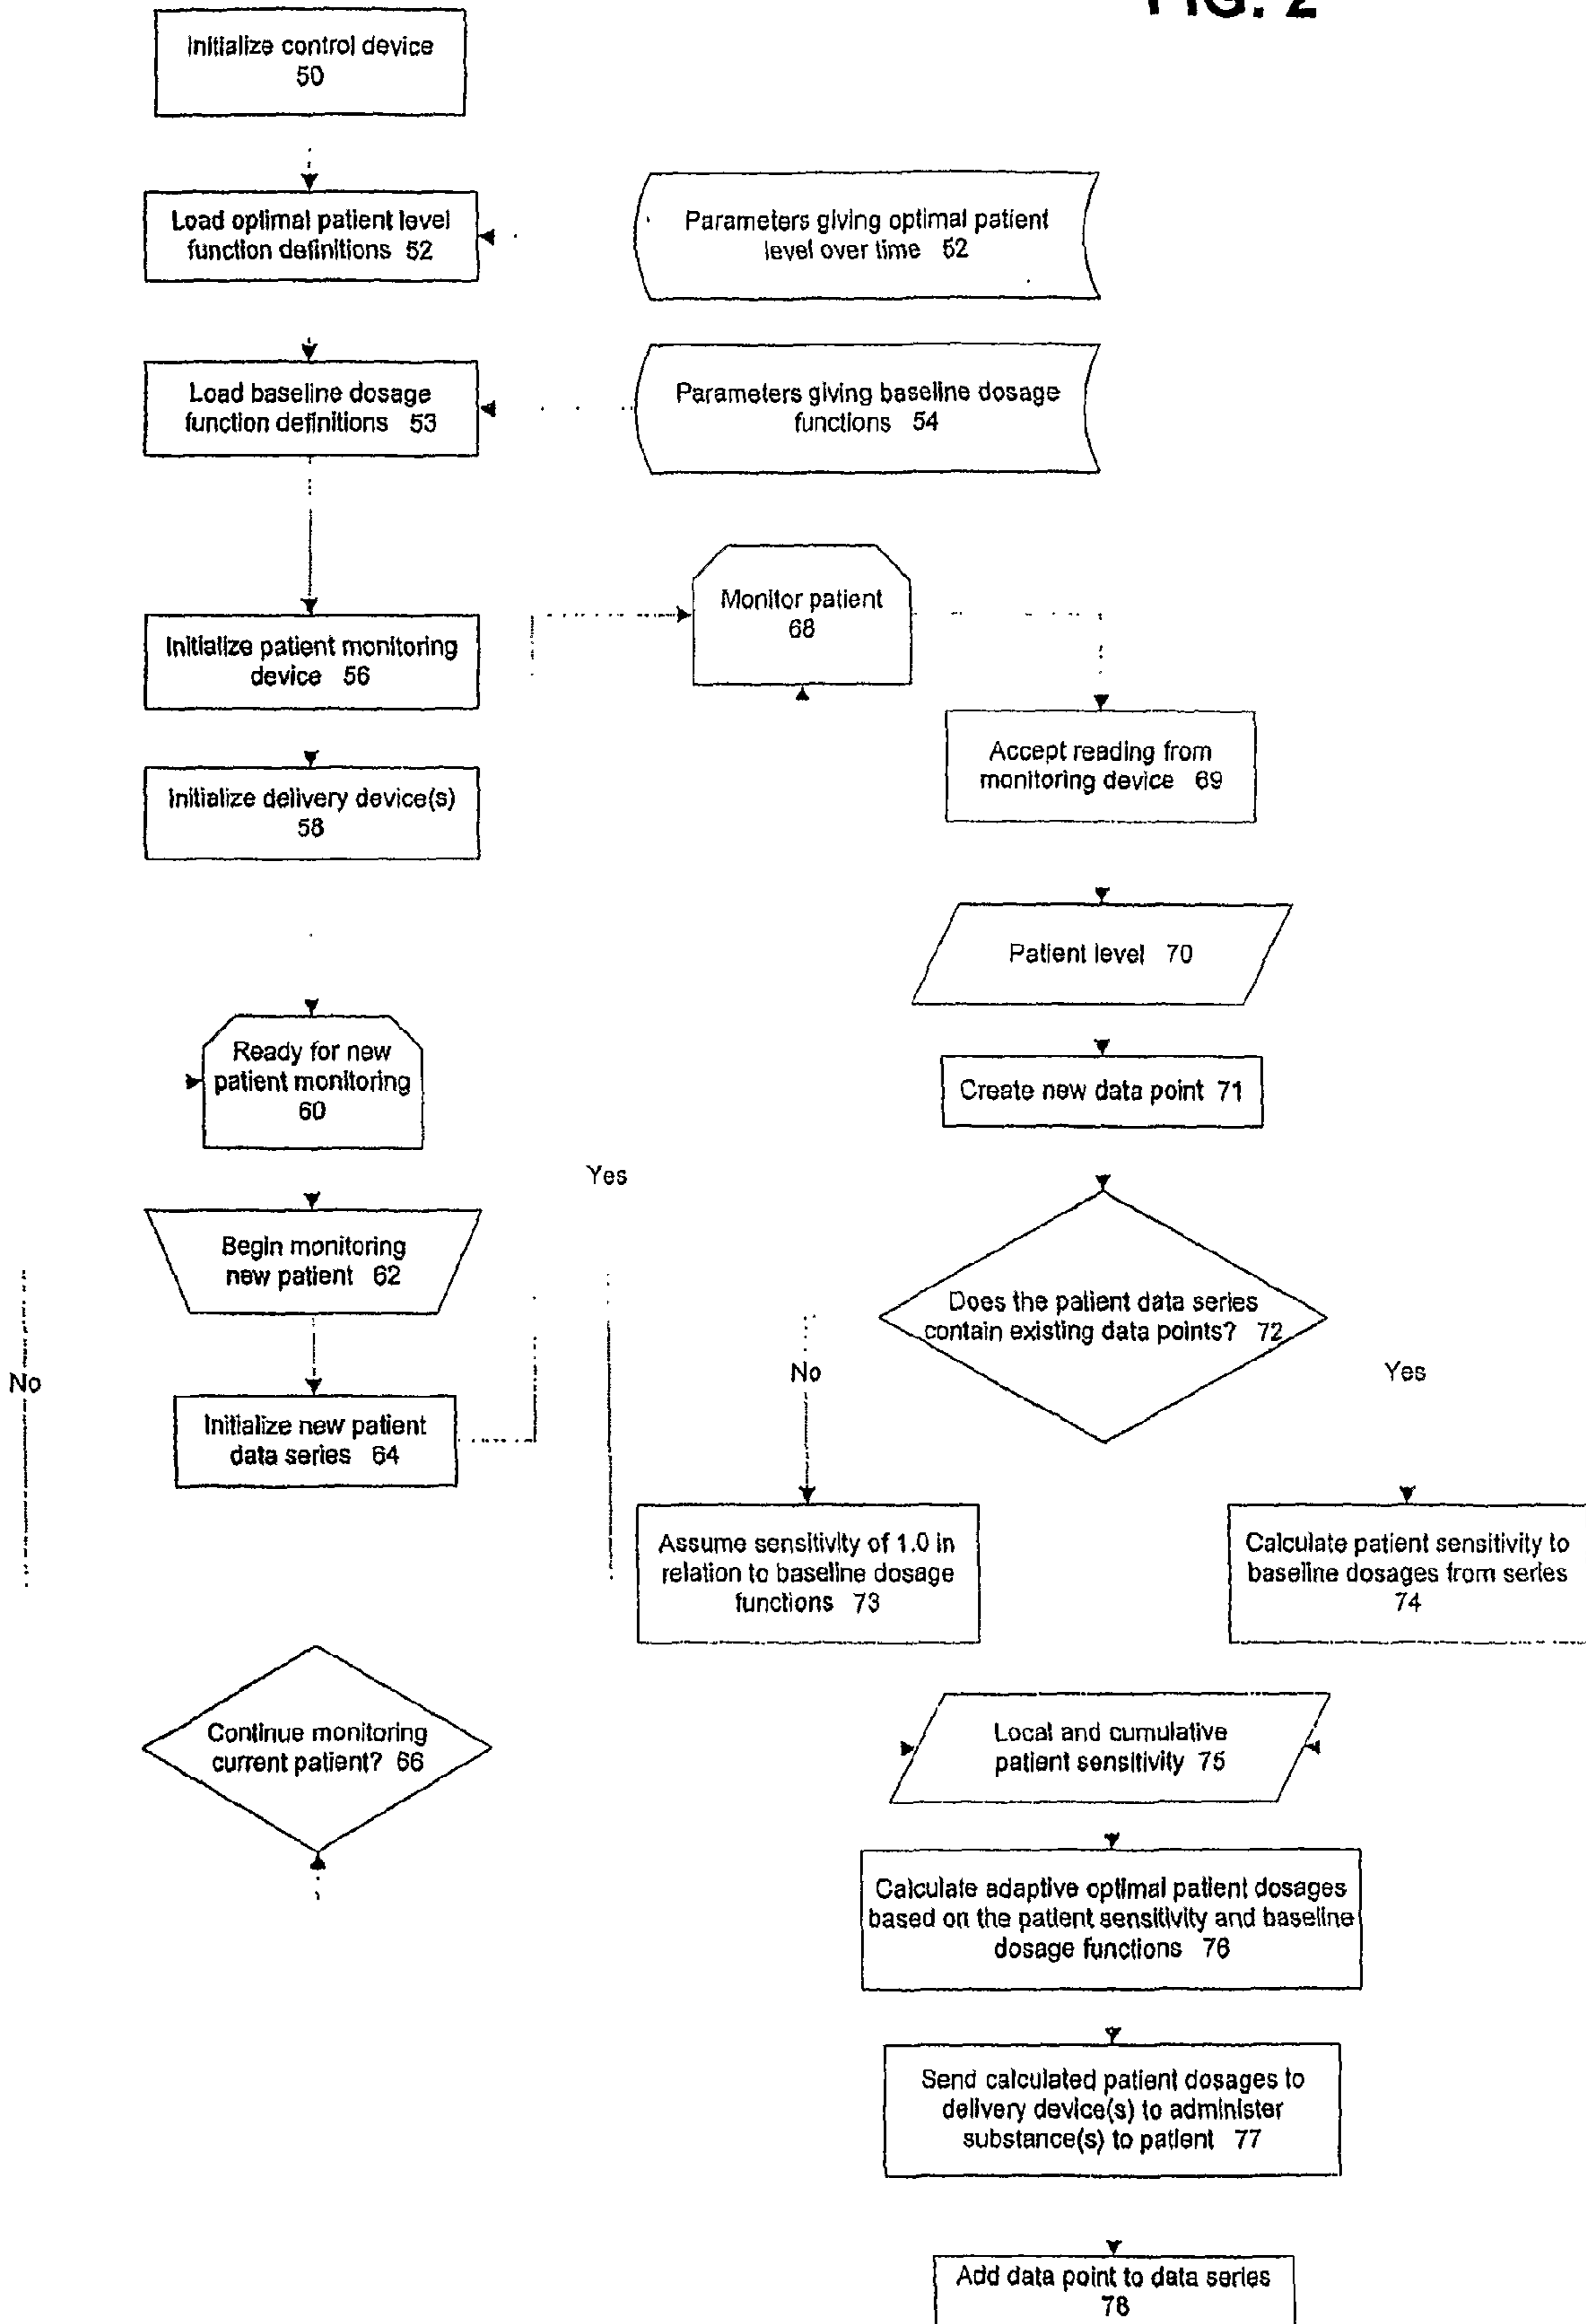 FIG. 2
Initialize control device
50
Load optimal patient level
function definitions 52
Parameters giving optimal patient
level over time 52
Load baseline dosage
function definitions 53
Parameters giving baseline dosage
functions 54
Initialize patient monitoring
device 56
Monitor patient
68
Initialize delivery device(s)
58
Accept reading from
monitoring device 69
Patient level 70
Ready for new
patient monitoring
60
Create new data point 71
Yes
Begin monitoring
new patient 62
Does the patient data series
contain existing data points? 72
No
No
Yes
Initialize new patient
data series 64
Assume sensitivity of 1.0 in
relation to baseline dosage
functions 73
Calculate patient sensitivity to
baseline dosages from series
74
Continue monitoring
current patient? 66
Local and cumulative
patient sensitivity 75
Calculate adaptive optimal patient dosages
based on the patient sensitivity and baseline
dosage functions 76
Send calculated patient dosages to
delivery device(s) to administer
substance(s) to patient 77
Add data point to data series
78